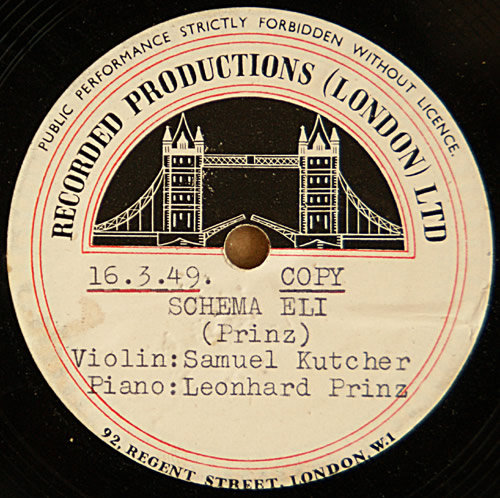 PUBLIC PERFORMANCE STRICTLY FORBIDDEN WITHOUT LICENCE.
RECORDED PRODUCTIONS (LONDON) LTD
16.3.49. COPY
SCHEMA ELI
(Prinz)
Violin:Samuel Kutcher
Piano:Leonhard Prinz
92, REGENT STREET, LONDON, W.1